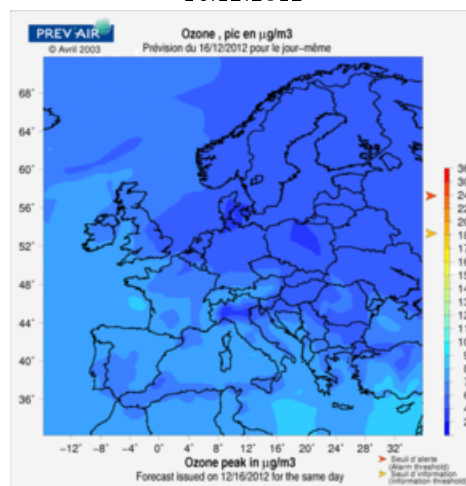 PREV'AIR
© Avril 2003
Ozone , pic en µg/m3
Prévision du 16/12/2012 pour le jour-même
68°
64°
60°
56°
52°
48°
44°
40°
36°
-12° -8° -4° 0° 4° 8° 12° 16° 20° 24° 28° 32°
Ozone peak in µg/m3
Forecast issued on 12/16/2012 for the same day
Seuil d'alerte
(Alarm threshold)
Seuil d'information
(Information threshold)